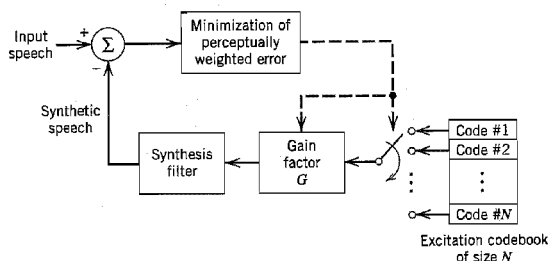 Input
speech
+
Σ
−
Minimization of
perceptually
weighted error
Synthetic
speech
Synthesis
filter
Gain
factor
G
Code #1
Code #2
⋮
⋮
Code #N
Excitation codebook
of size N